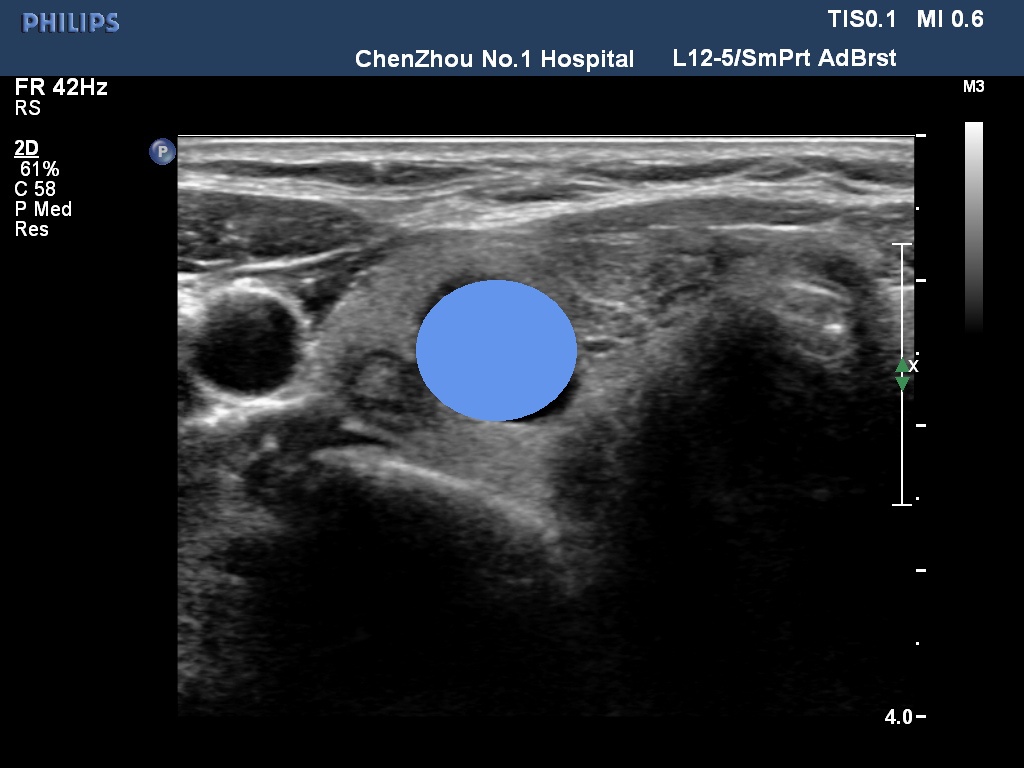 PHILIPS
TIS0.1 MI 0.6
ChenZhou No.1 Hospital L12-5/SmPrt AdBrst
FR 42Hz
RS
M3
P
2D
61%
C 58
P Med
Res
x
4.0